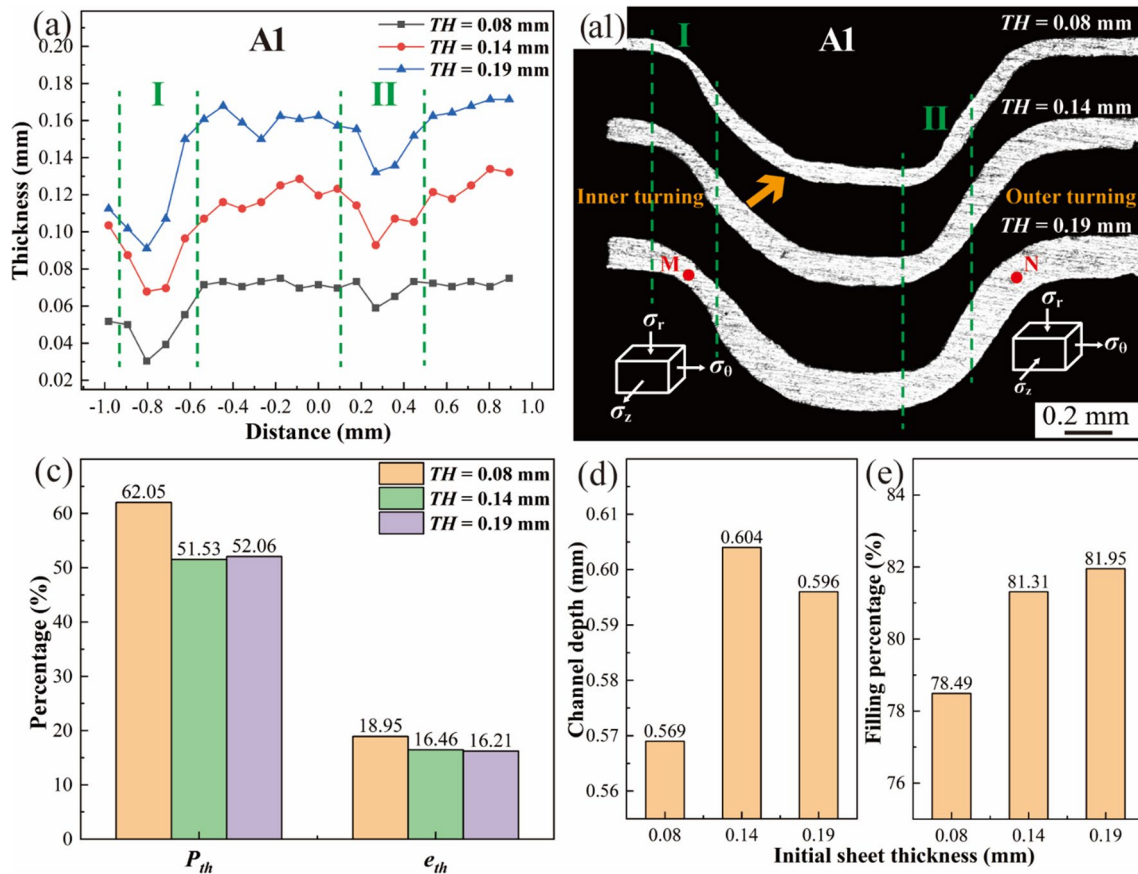 (a)
A1
TH = 0.08 mm
TH = 0.14 mm
TH = 0.19 mm
I
II
0.20
0.18
0.16
0.14
0.12
0.10
0.08
0.06
0.04
0.02
Thickness (mm)
-1.0 -0.8 -0.6 -0.4 -0.2 0.0 0.2 0.4 0.6 0.8 1.0
Distance (mm)
(a1)
I
A1
TH = 0.08 mm
II
TH = 0.14 mm
Inner turning
Outer turning
TH = 0.19 mm
M
N
σr
σθ
σz
σr
σθ
σz
0.2 mm
(c)
TH = 0.08 mm
TH = 0.14 mm
TH = 0.19 mm
80
70
60
50
40
30
20
10
0
Percentage (%)
62.05
51.53
52.06
18.95
16.46
16.21
Pth
eth
(d)
0.61
0.60
0.59
0.58
0.57
0.56
Channel depth (mm)
0.569
0.604
0.596
0.08 0.14 0.19
(e)
84
82
80
78
76
Filling percentage (%)
78.49
81.31
81.95
0.08 0.14 0.19
Initial sheet thickness (mm)